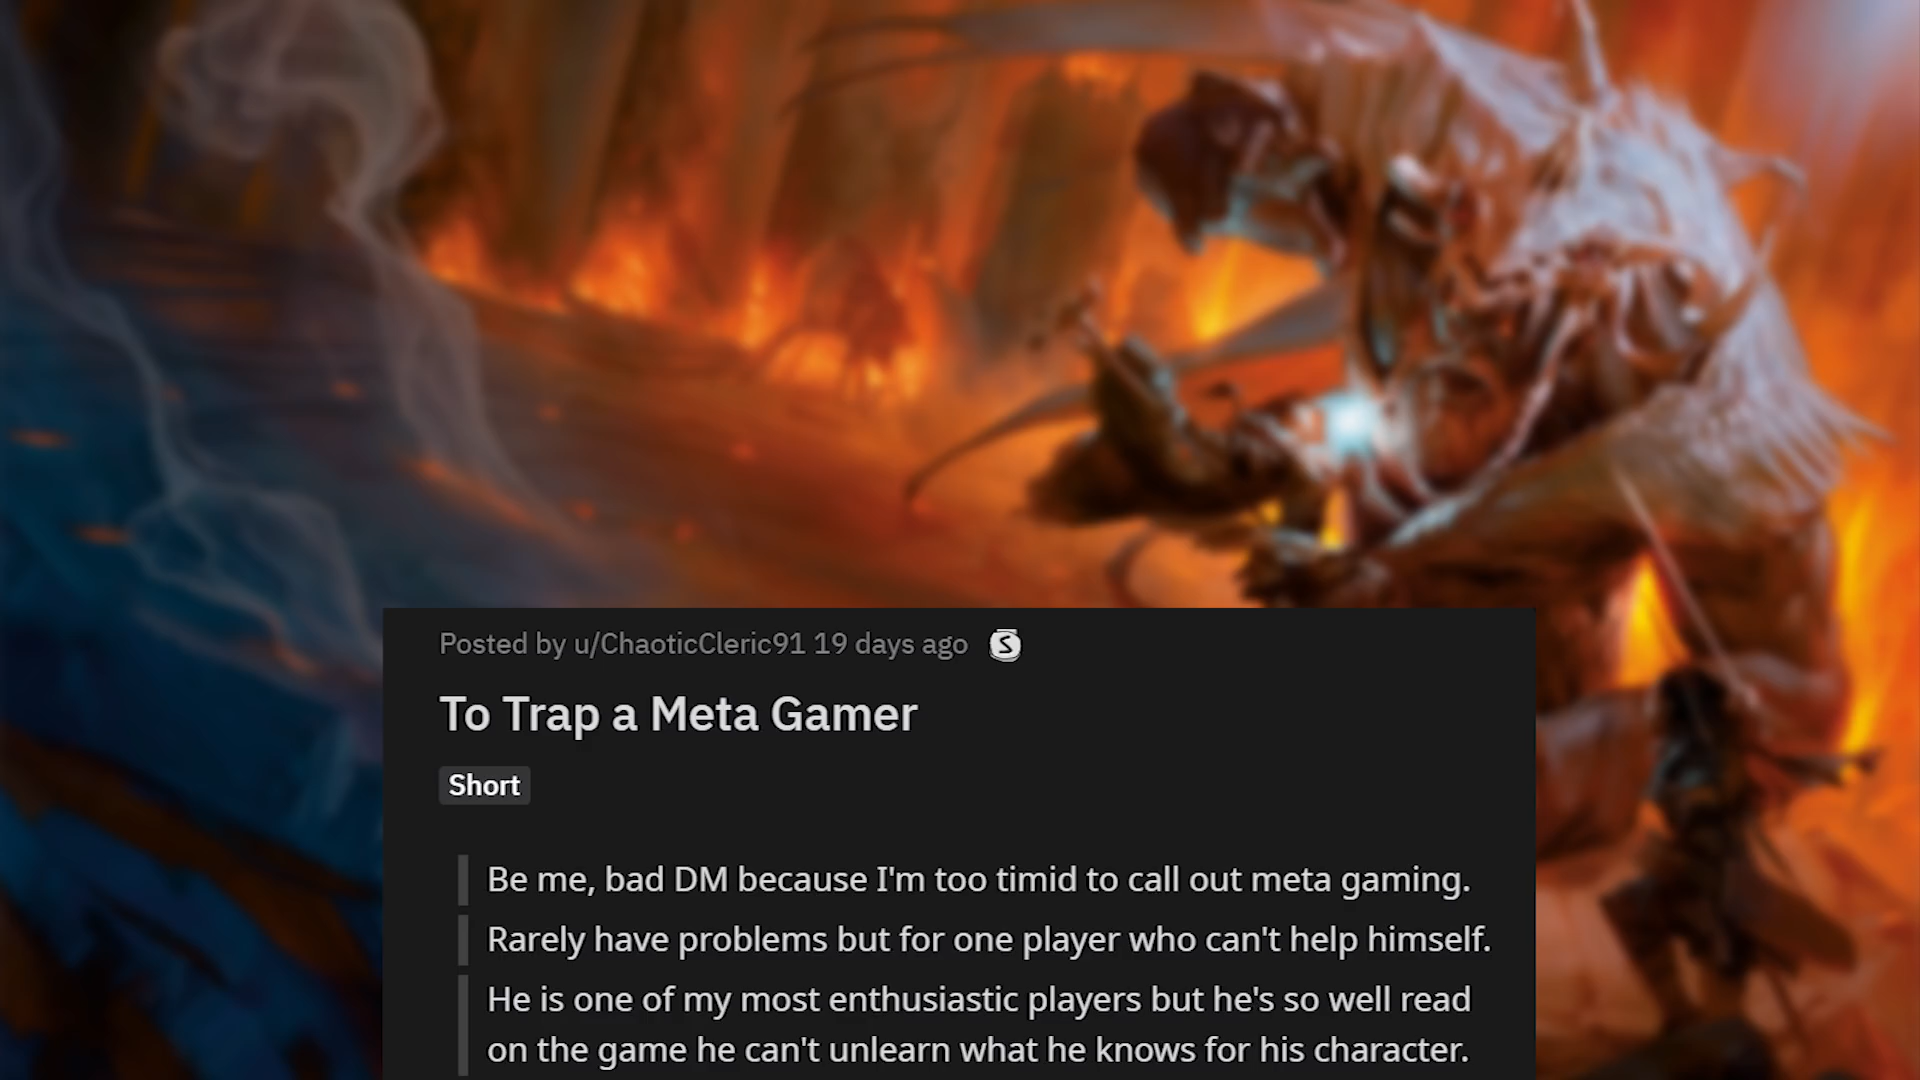 Posted by u/ChaoticCleric91 19 days ago S
To Trap a Meta Gamer
Short
Be me, bad DM because I'm too timid to call out meta gaming.
Rarely have problems but for one player who can't help himself.
He is one of my most enthusiastic players but he's so well read
on the game he can't unlearn what he knows for his character.